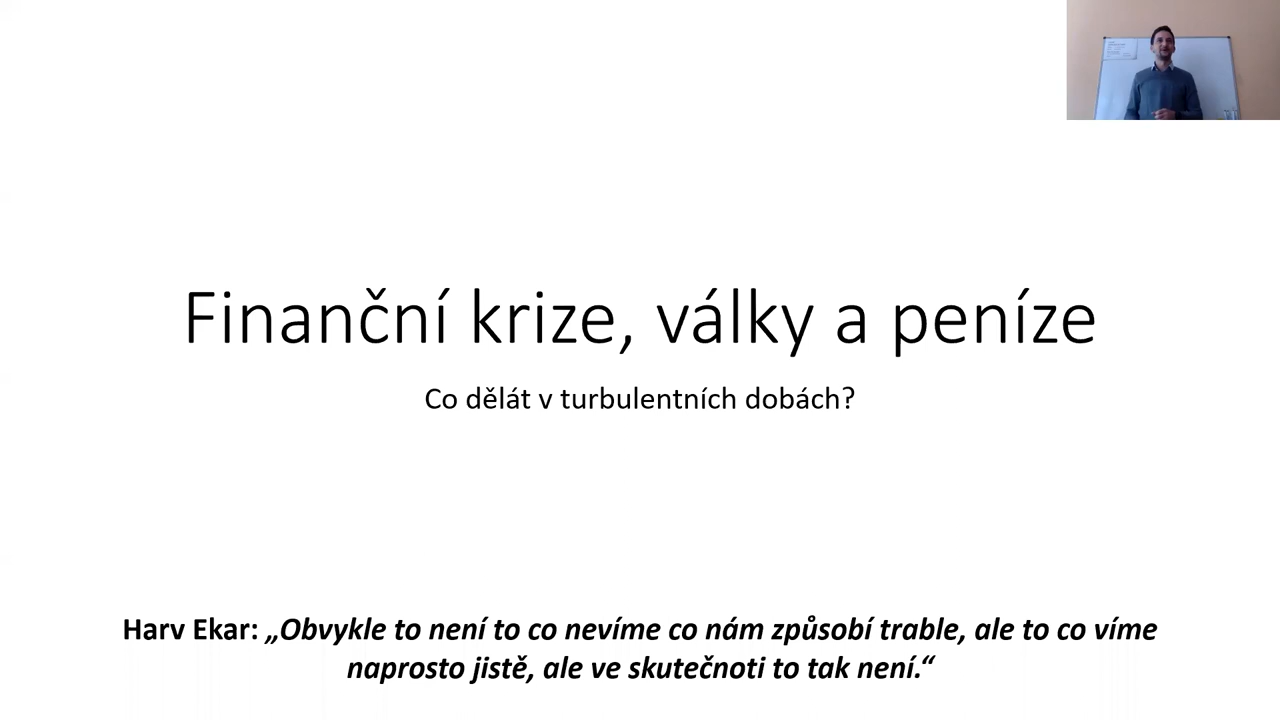 Finanční krize, války a peníze
Co dělát v turbulentních dobách?
Harv Ekar: „Obvykle to není to co nevíme co nám způsobí trable, ale to co víme
naprosto jistě, ale ve skutečnoti to tak není.“